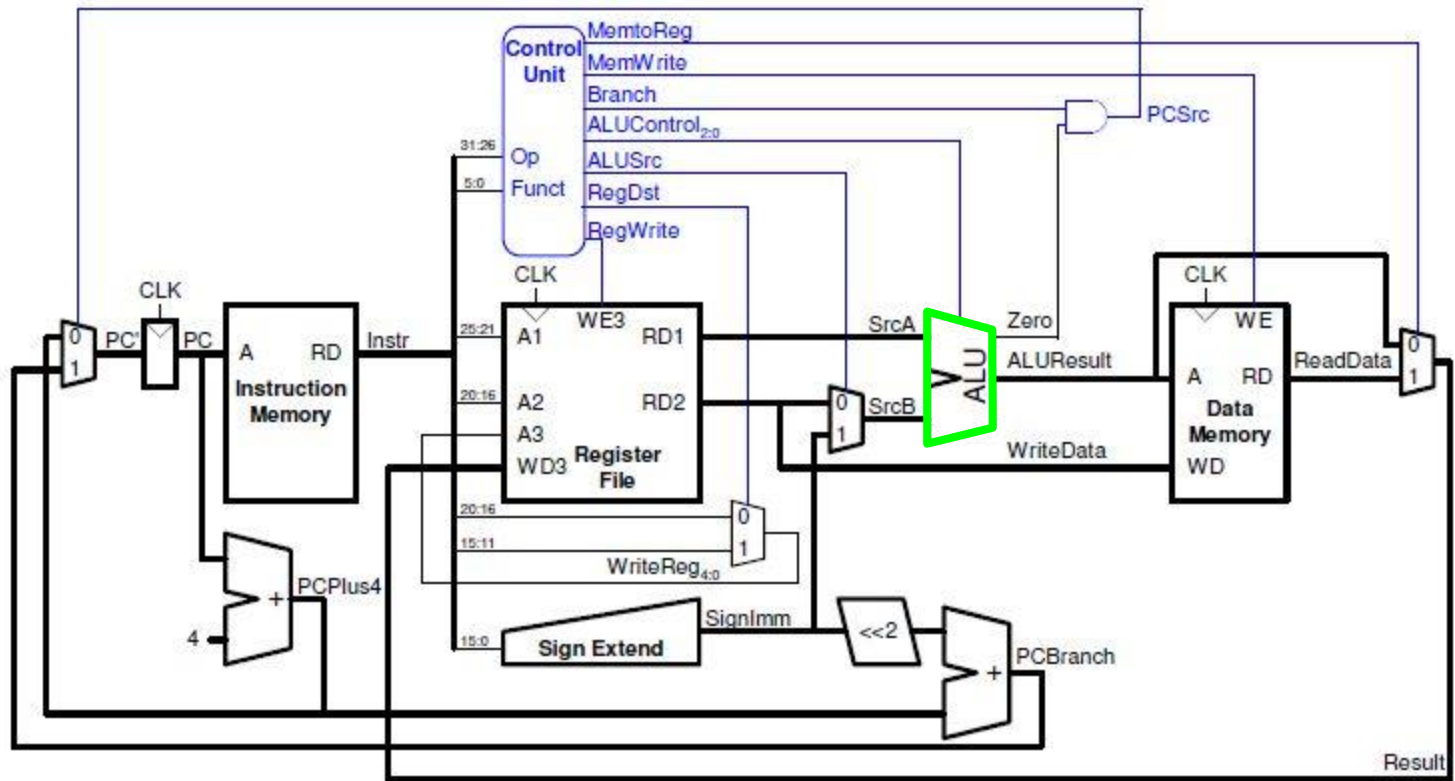 MemtoReg
Control
Unit
MemWrite
Branch
ALUControl2:0
PCSrc
31:26
Op
ALUSrc
5:0
Funct
RegDst
RegWrite
CLK
CLK
CLK
0
1
PC'
PC
A
RD
Instruction
Memory
Instr
25:21
A1
WE3
RD1
SrcA
20:16
A2
RD2
A3
WD3
Register
File
0
1
SrcB
ALU
Zero
ALUResult
WriteData
WE
A
RD
Data
Memory
WD
ReadData
0
1
20:16
0
15:11
1
WriteReg4:0
PCPlus4
+
4
15:0
Sign Extend
SignImm
<<2
+
PCBranch
Result